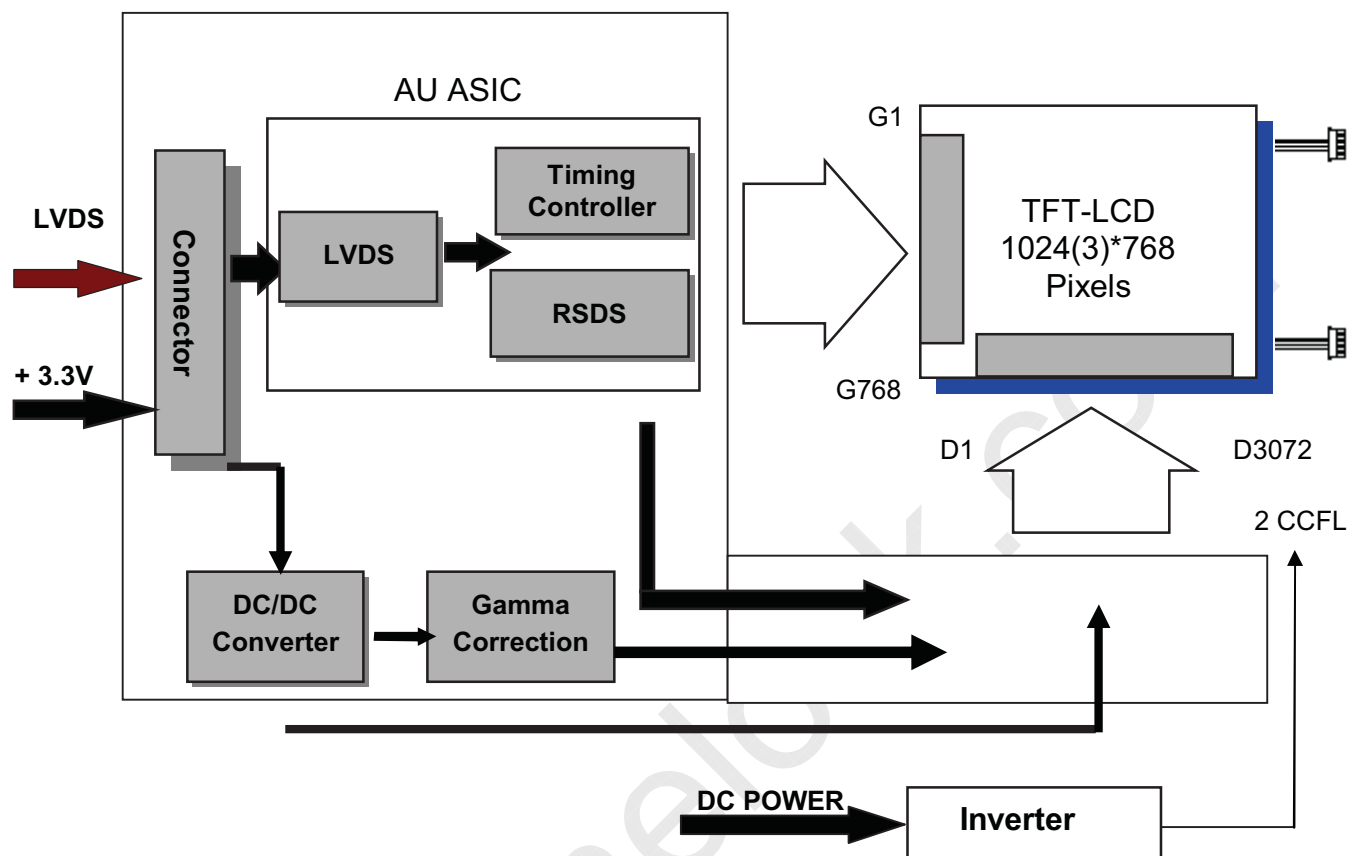 AU ASIC
G1
Timing
Controller
TFT-LCD
1024(3)*768
Pixels
LVDS
Connector
LVDS
RSDS
+ 3.3V
G768
D1
D3072
2 CCFL
DC/DC
Converter
Gamma
Correction
DC POWER
Inverter